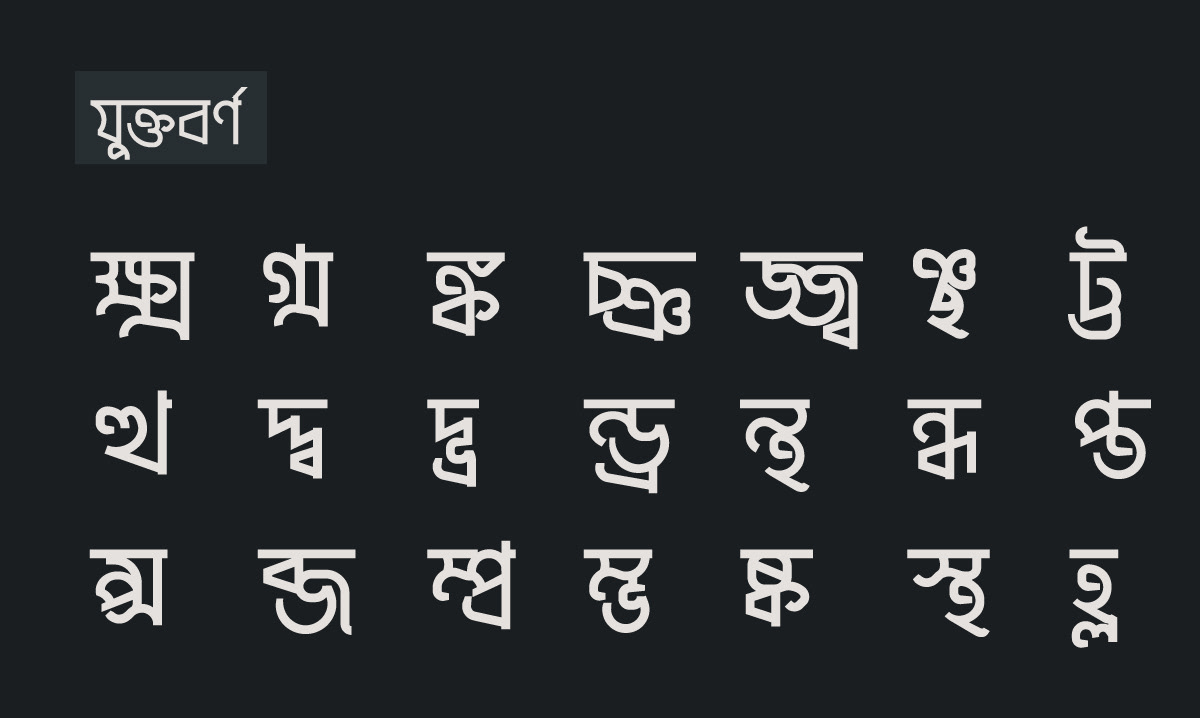 যুক্তবর্ণ
ক্ষ্ম গ্ম ঙ্ক চ্ঞ জ্জ্ব ঞ্ছ ট্ট
ত্থ দ্দ্ব দ্ভ ন্ড্র ন্থ ন্ধ প্ত
প্স ব্জ ম্প্র ম্ভ ষ্ক স্থ হ্ল